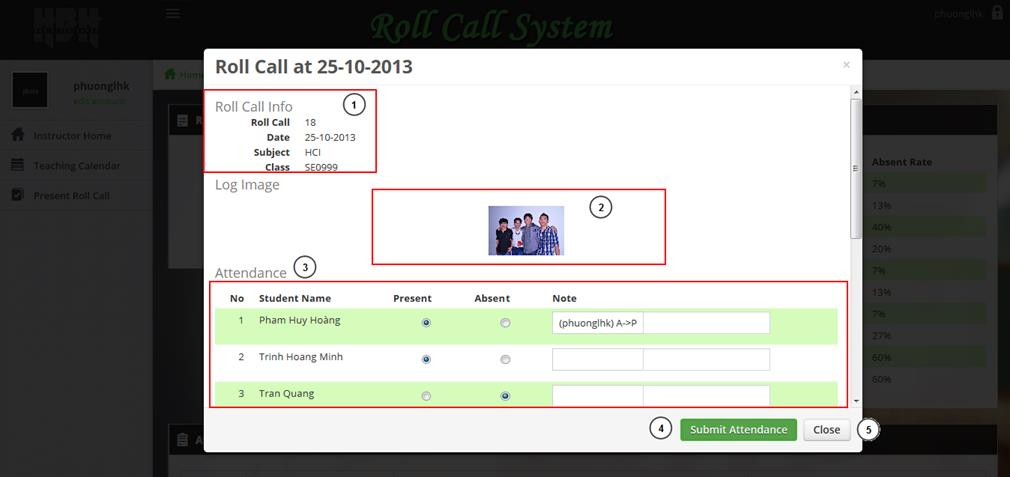 HBH
Roll Call System
phuonglhk
photo
phuonglhk
edit account
Home
Instructor Home
Teaching Calendar
Present Roll Call
Roll Call at 25-10-2013
×
Roll Call Info
1
Roll Call 18
Date 25-10-2013
Subject HCI
Class SE0999
Log Image
2
Attendance
3
No Student Name Present Absent Note
1 Pham Huy Hoàng (phuonglhk) A->P
2 Trinh Hoang Minh
3 Tran Quang
4
Submit Attendance
Close
5
R
Absent Rate
7%
13%
40%
20%
7%
13%
7%
27%
60%
60%
A